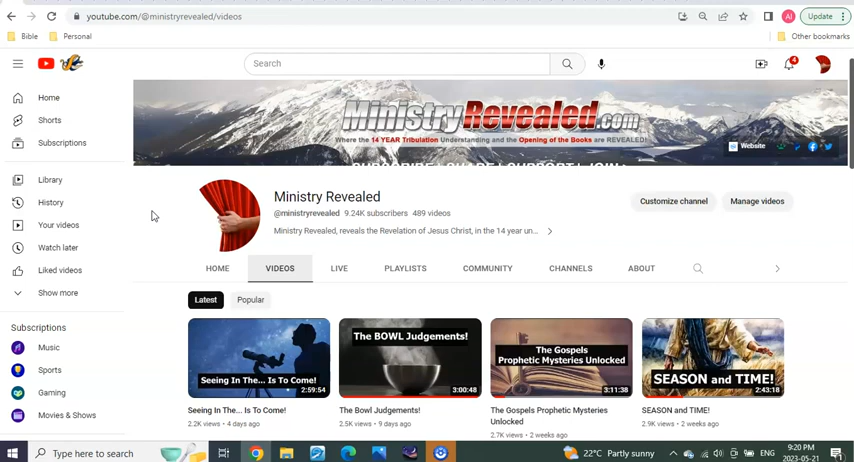 youtube.com/@ministryrevealed/videos
AI
Update
Bible
Personal
Other bookmarks
Search
4
Home
Shorts
Subscriptions
Library
History
Your videos
Watch later
Liked videos
Show more
Subscriptions
Music
Sports
Gaming
Movies & Shows
MinistryRevealed.com
Where the 14 YEAR Tribulation Understanding and the Opening of the Books are REVEALED!
SUBSCRIBE | SHARE | SUPPORT | JOIN
Website
Ministry Revealed
@ministryrevealed 9.24K subscribers 489 videos
Ministry Revealed, reveals the Revelation of Jesus Christ, in the 14 year un...
Customize channel
Manage videos
HOME VIDEOS LIVE PLAYLISTS COMMUNITY CHANNELS ABOUT
Latest Popular
Seeing In The... Is To Come!
2:59:54
Seeing In The... Is To Come!
2.2K views • 4 days ago
The BOWL Judgements!
3:00:48
The Bowl Judgements!
2.5K views • 9 days ago
The Gospels
Prophetic Mysteries Unlocked
3:11:38
The Gospels Prophetic Mysteries
Unlocked
2.7K views • 2 weeks ago
SEASON and TIME!
2:43:18
SEASON and TIME!
2.9K views • 2 weeks ago
Type here to search
22°C Partly sunny
ENG
9:20 PM
2023-05-21